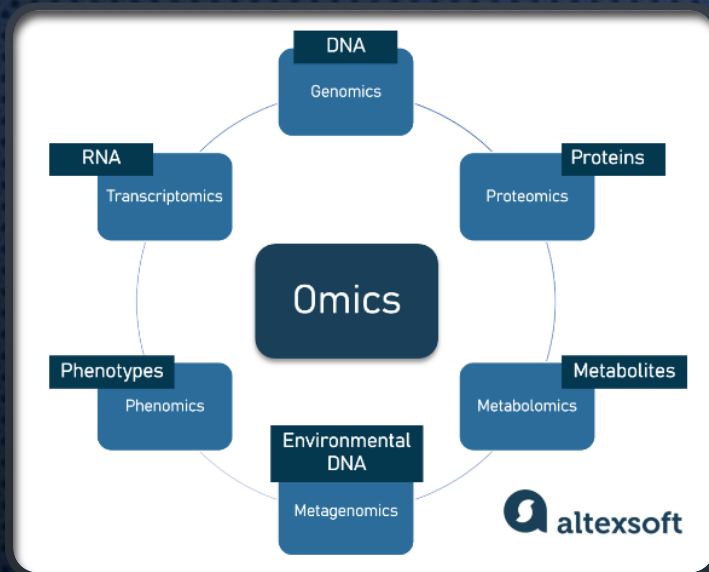 DNA
Genomics
RNA
Transcriptomics
Proteins
Proteomics
Omics
Phenotypes
Phenomics
Metabolites
Metabolomics
Environmental
DNA
Metagenomics
altexsoft